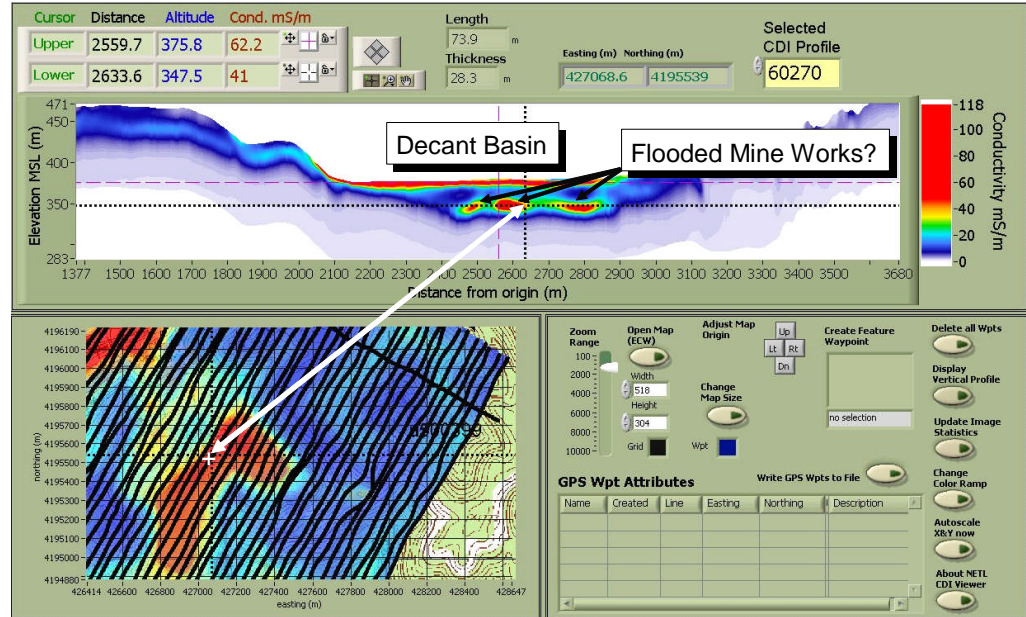 Cursor Distance Altitude Cond. mS/m
Upper 2559.7 375.8 62.2
Lower 2633.6 347.5 41
Length
73.9 m
Thickness
28.3 m
Easting (m) Northing (m)
427068.6 4195539
Selected
CDI Profile
60270
Elevation MSL (m)
471
450
400
350
283
Decant Basin
Flooded Mine Works?
1377 1500 1600 1700 1800 1900 2000 2100 2200 2300 2400 2500 2600 2700 2800 2900 3000 3100 3200 3300 3400 3500 3680
Distance from origin (m)
118
100
80
60
40
20
0
Conductivity mS/m
northing (m)
4196190
4196100
4196000
4195900
4195800
4195700
4195600
4195500
4195400
4195300
4195200
4195100
4195000
4194880
426414 426600 426800 427000 427200 427400 427600 427800 428000 428200 428400 428647
easting (m)
Zoom
Range
100
2000
4000
6000
8000
10000
Open Map
(ECW)
Width
518
Height
304
Grid
Wpt
Adjust Map
Origin
Up
Lt Rt
Dn
Change
Map Size
Create Feature
Waypoint
no selection
Delete all Wpts
Display
Vertical Profile
Update Image
Statistics
Change
Color Ramp
Autoscale
X&Y now
About NETL
CDI Viewer
GPS Wpt Attributes
Write GPS Wpts to File
Name Created Line Easting Northing Description